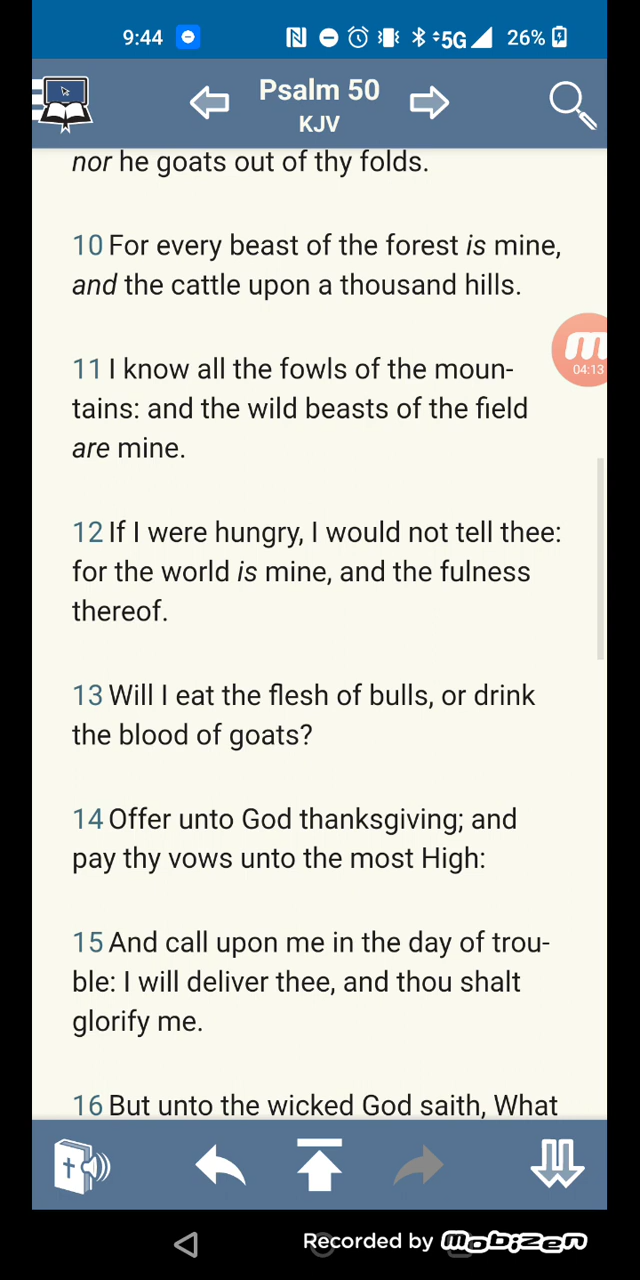 9:44
5G
26%
Psalm 50
KJV
nor he goats out of thy folds.
10 For every beast of the forest is mine,
and the cattle upon a thousand hills.
11 I know all the fowls of the moun-
tains: and the wild beasts of the field
are mine.
04:13
12 If I were hungry, I would not tell thee:
for the world is mine, and the fulness
thereof.
13 Will I eat the flesh of bulls, or drink
the blood of goats?
14 Offer unto God thanksgiving; and
pay thy vows unto the most High:
15 And call upon me in the day of trou-
ble: I will deliver thee, and thou shalt
glorify me.
16 But unto the wicked God saith, What
Recorded by mobizen